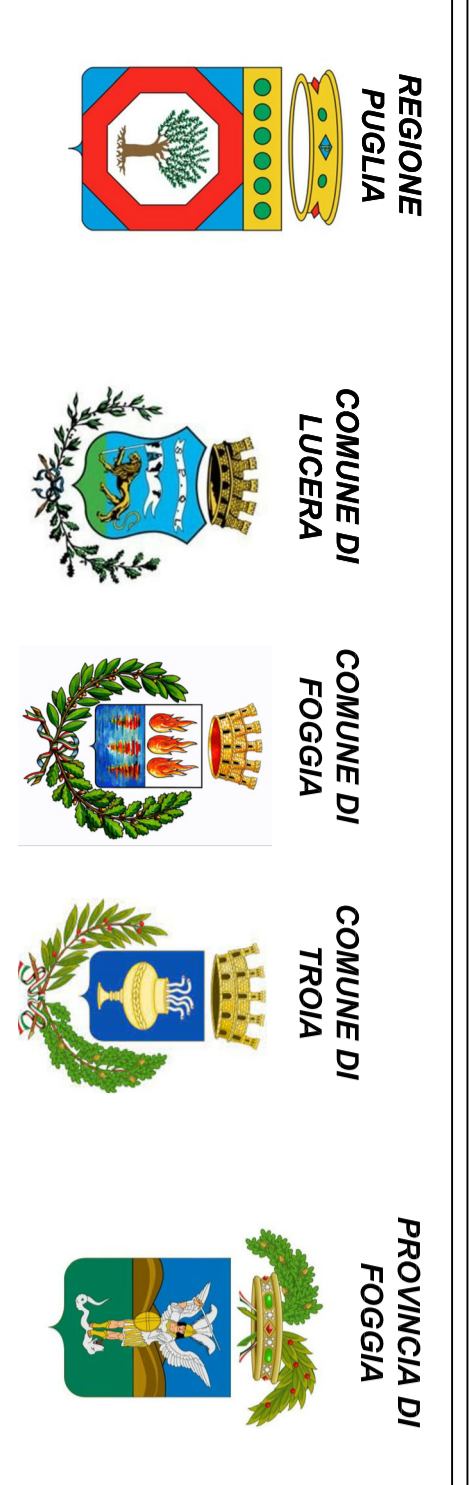 REGIONE
PUGLIA
COMUNE DI
LUCERA
S.P.Q.L.
COMUNE DI
FOGGIA
COMUNE DI
TROIA
PROVINCIA DI
FOGGIA